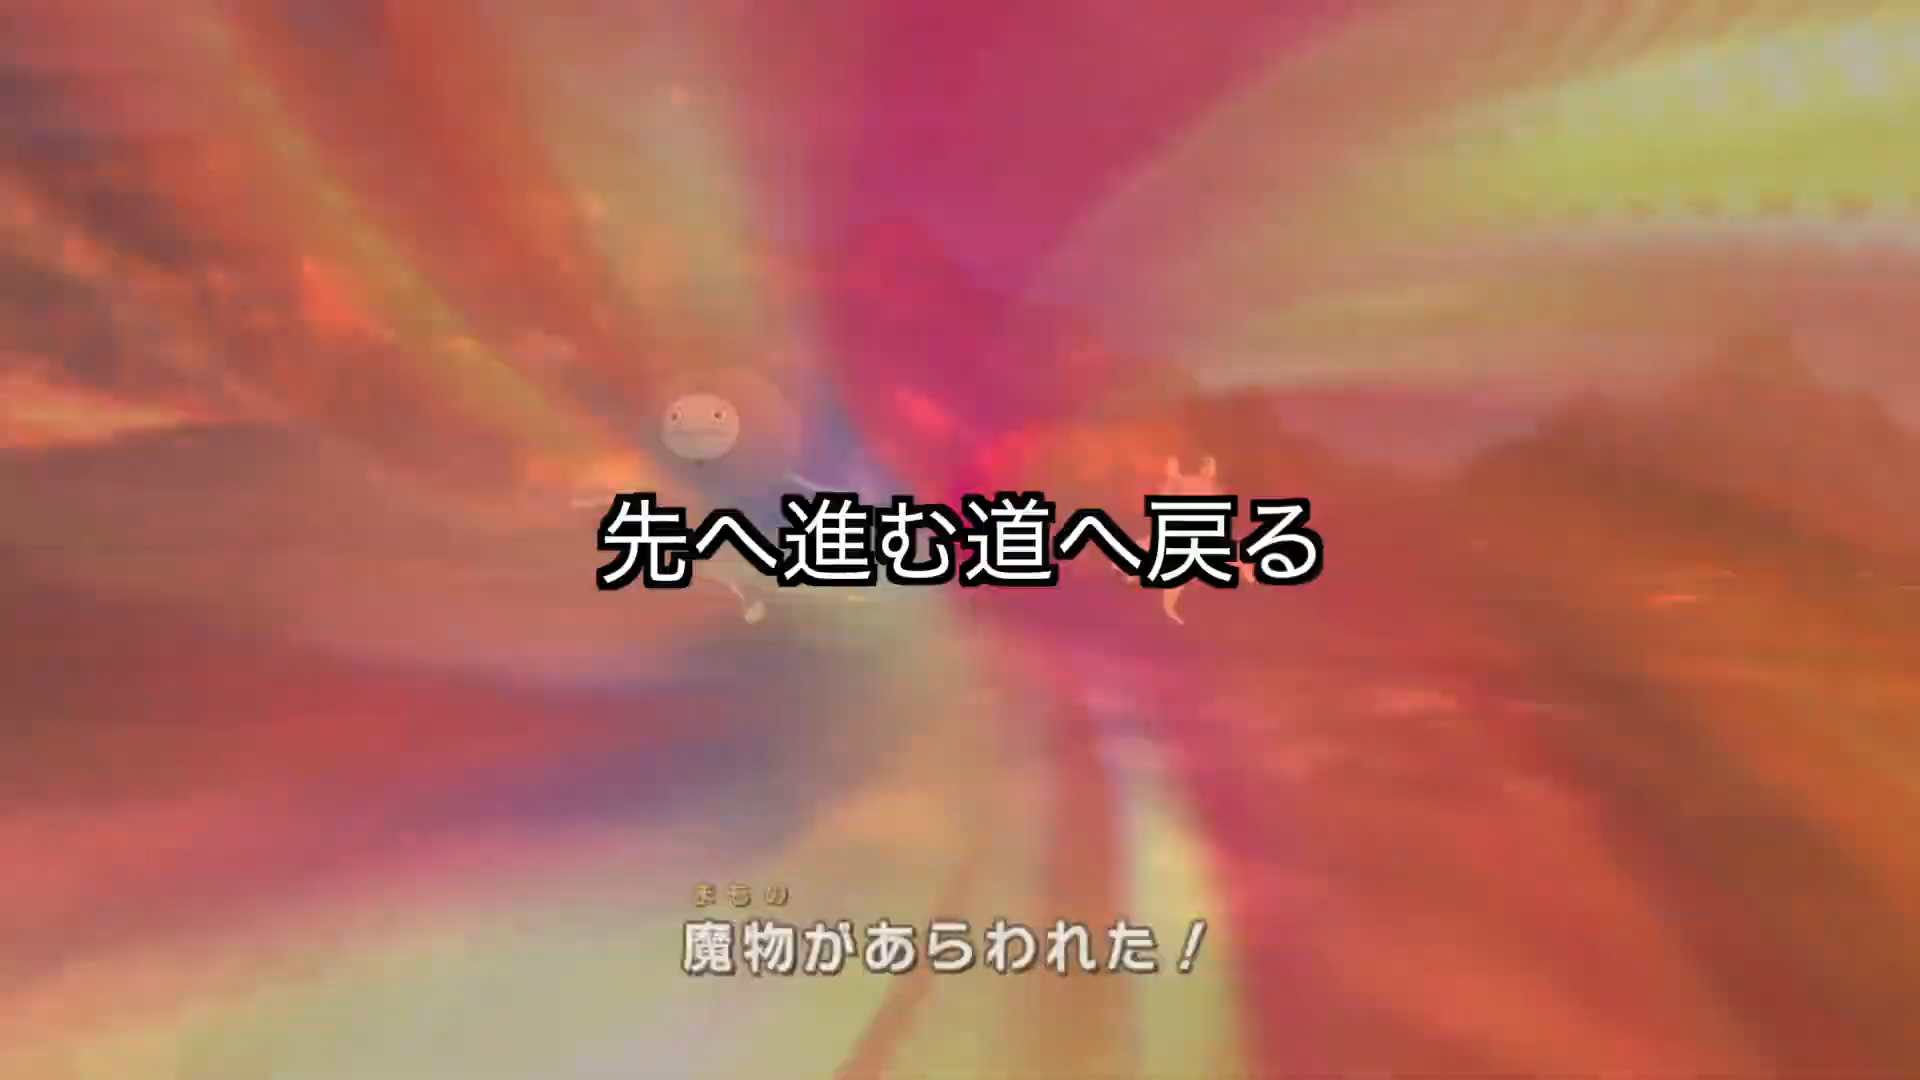 先へ進む道へ戻る
まもの
魔物があらわれた！